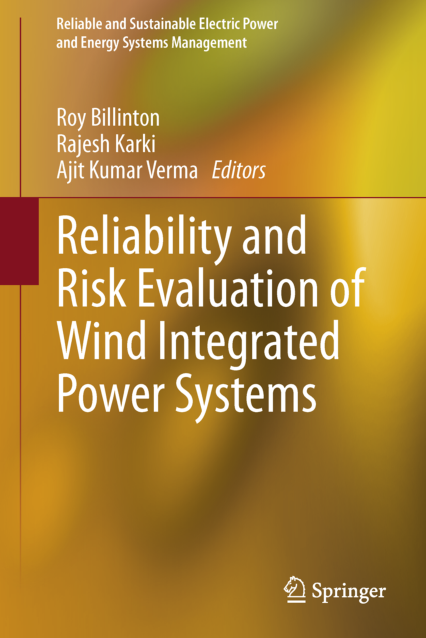 Reliable and Sustainable Electric Power
and Energy Systems Management
Roy Billinton
Rajesh Karki
Ajit Kumar Verma Editors
Reliability and
Risk Evaluation of
Wind Integrated
Power Systems
Springer